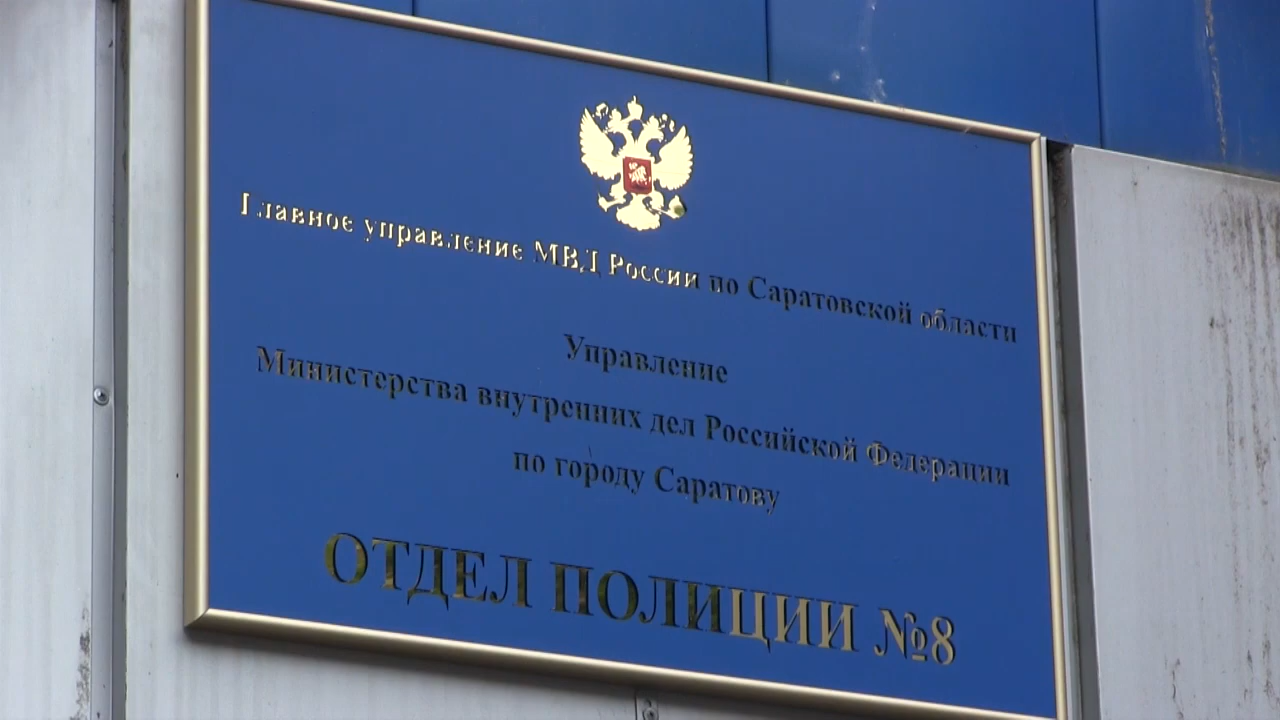 Главное управление МВД России по Саратовской области
Управление
Министерства внутренних дел Российской Федерации
по городу Саратову
ОТДЕЛ ПОЛИЦИИ №8